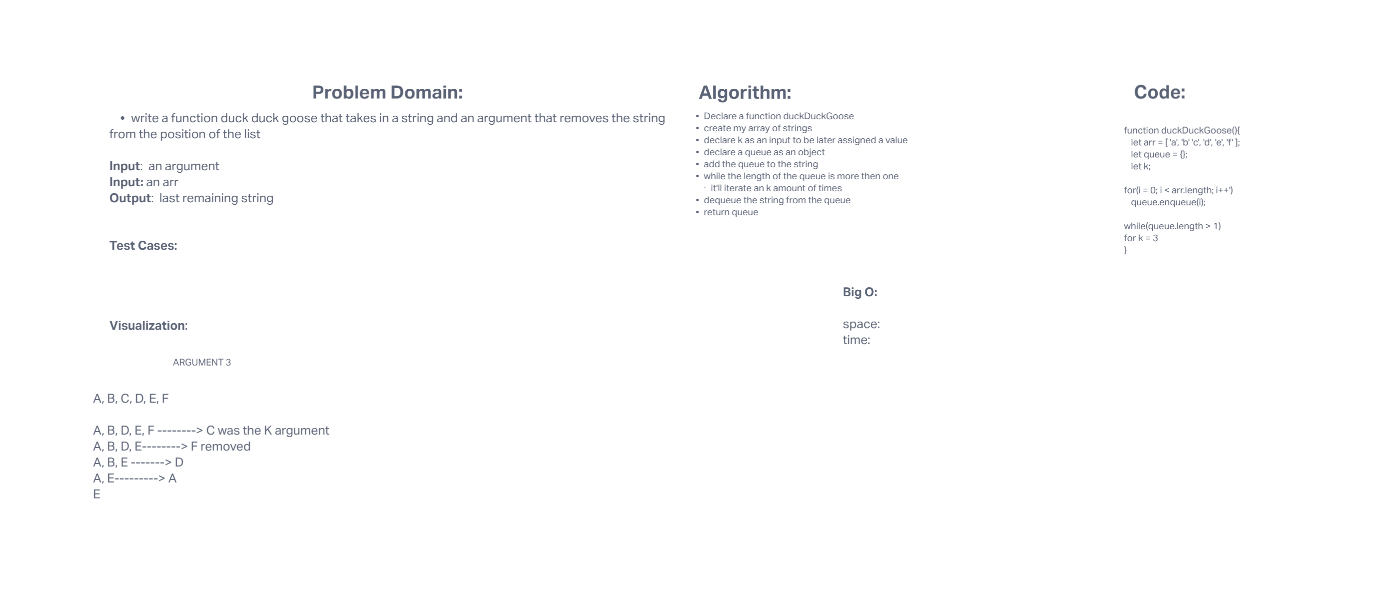 Problem Domain:
• write a function duck duck goose that takes in a string and an argument that removes the string
from the position of the list
Input: an argument
Input: an arr
Output: last remaining string
Test Cases:
Visualization:
ARGUMENT 3
A, B, C, D, E, F
A, B, D, E, F --------> C was the K argument
A, B, D, E--------> F removed
A, B, E -------> D
A, E---------> A
E
Algorithm:
• Declare a function duckDuckGoose
• create my array of strings
• declare k as an input to be later assigned a value
• declare a queue as an object
• add the queue to the string
• while the length of the queue is more then one
◦ it'll iterate an k amount of times
• dequeue the string from the queue
• return queue
Big O:
space:
time:
Code:
function duckDuckGoose(){
let arr = [ 'a', 'b' 'c', 'd', 'e', 'f' ];
let queue = {};
let k;
for(i = 0; i < arr.length; i++')
queue.enqueue(i);
while(queue.length > 1)
for k = 3
}